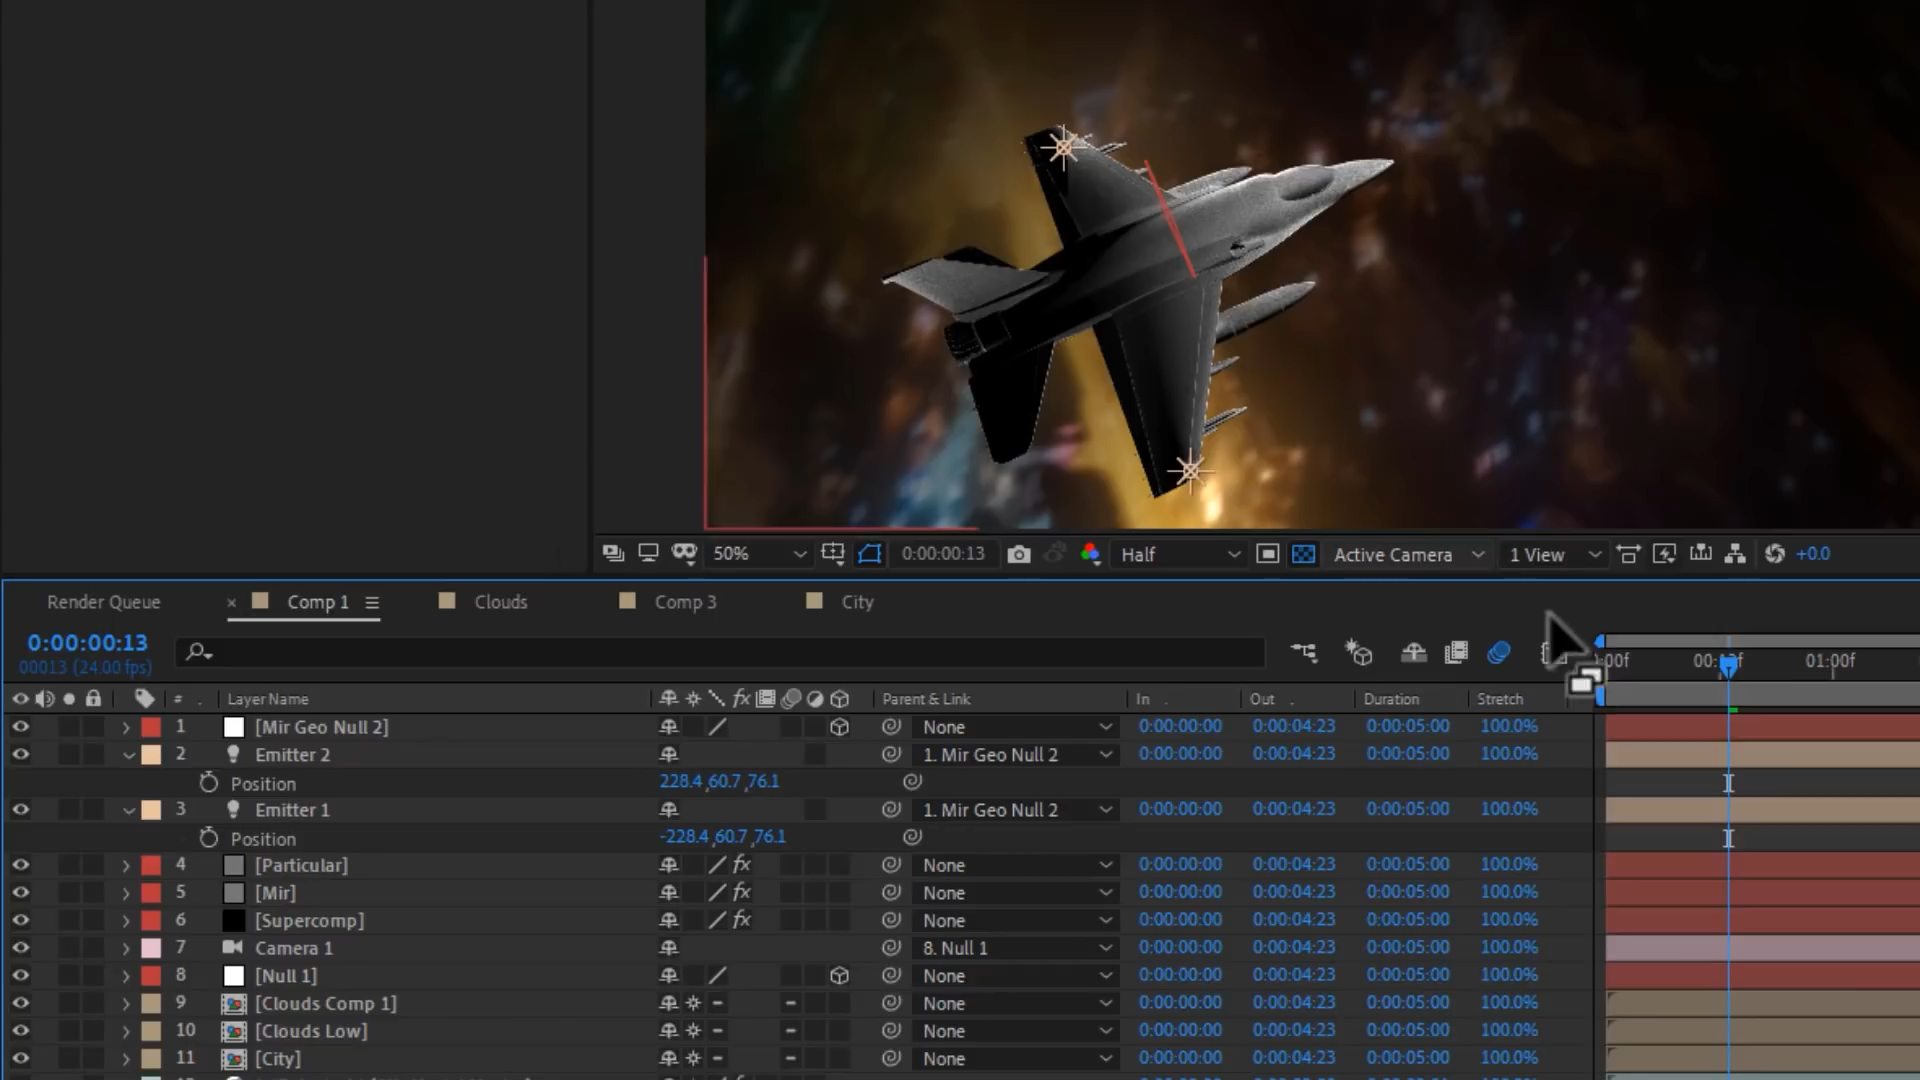 50% 0:00:00:13 Half Active Camera 1 View +0.0
Render Queue × Comp 1 Clouds Comp 3 City
0:00:00:13
00013 (24.00 fps)
01:00f
# Layer Name fx Parent & Link In Out Duration Stretch
1 [Mir Geo Null 2] None 0:00:00:00 0:00:04:23 0:00:05:00 100.0%
2 Emitter 2 1. Mir Geo Null 2 0:00:00:00 0:00:04:23 0:00:05:00 100.0%
Position 228.4,60.7,76.1
3 Emitter 1 1. Mir Geo Null 2 0:00:00:00 0:00:04:23 0:00:05:00 100.0%
Position -228.4,60.7,76.1
4 [Particular] fx None 0:00:00:00 0:00:04:23 0:00:05:00 100.0%
5 [Mir] fx None 0:00:00:00 0:00:04:23 0:00:05:00 100.0%
6 [Supercomp] fx None 0:00:00:00 0:00:04:23 0:00:05:00 100.0%
7 Camera 1 8. Null 1 0:00:00:00 0:00:04:23 0:00:05:00 100.0%
8 [Null 1] None 0:00:00:00 0:00:04:23 0:00:05:00 100.0%
9 [Clouds Comp 1] None 0:00:00:00 0:00:04:23 0:00:05:00 100.0%
10 [Clouds Low] None 0:00:00:00 0:00:04:23 0:00:05:00 100.0%
11 [City] None 0:00:00:00 0:00:04:23 0:00:05:00 100.0%